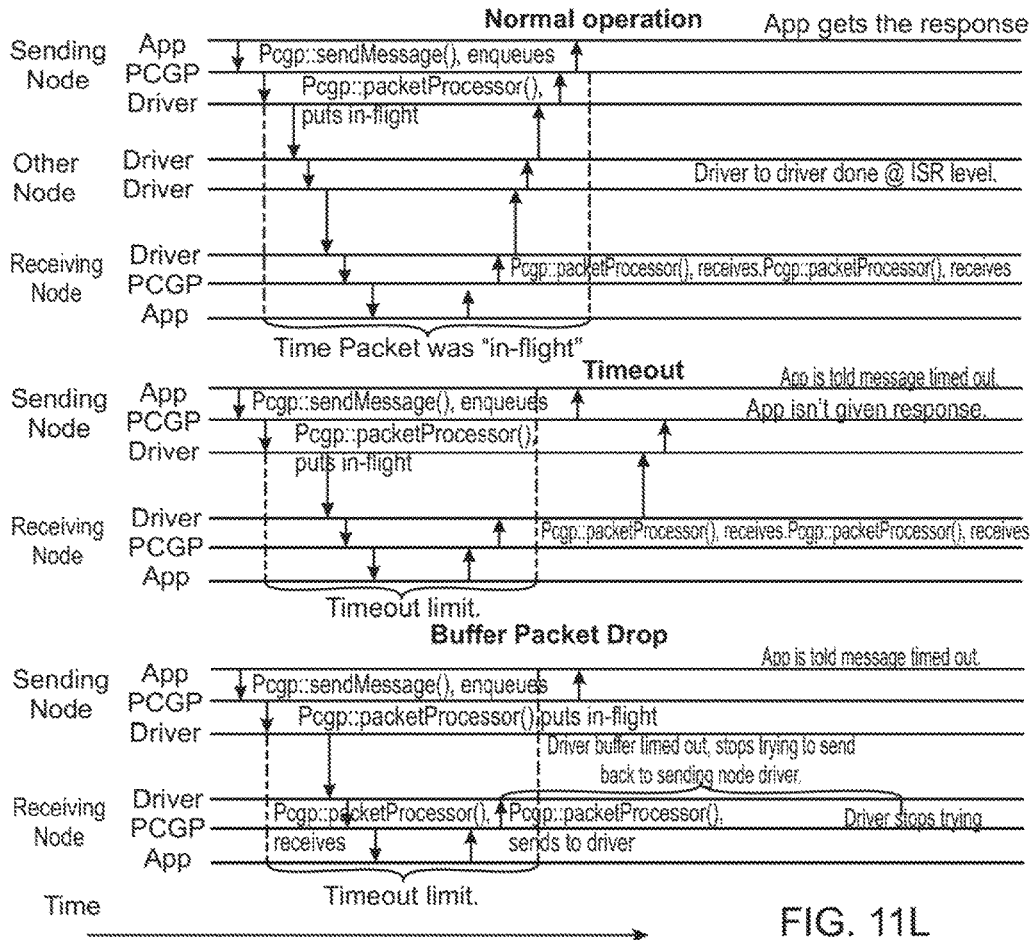 Normal operation
App gets the response
Sending
Node
App
PCGP
Driver
Pcgp::sendMessage(), enqueues
Pcgp::packetProcessor(),
puts in-flight
Other
Node
Driver
Driver
Driver to driver done @ ISR level.
Receiving
Node
Driver
PCGP
App
Pcgp::packetProcessor(), receives.Pcgp::packetProcessor(), receives
Time Packet was "in-flight"
Timeout
App is told message timed out.
Sending
Node
App
PCGP
Driver
Pcgp::sendMessage(), enqueues
App isn't given response.
Pcgp::packetProcessor(),
puts in-flight
Receiving
Node
Driver
PCGP
App
Pcgp::packetProcessor(), receives.Pcgp::packetProcessor(), receives
Timeout limit.
Buffer Packet Drop
App is told message timed out.
Sending
Node
App
PCGP
Driver
Pcgp::sendMessage(), enqueues
Pcgp::packetProcessor(),puts in-flight
Driver buffer timed out, stops trying to send
back to sending node driver.
Receiving
Node
Driver
PCGP
App
Pcgp::packetProcessor(),
receives
Pcgp::packetProcessor(),
sends to driver
Driver stops trying
Timeout limit.
Time
FIG. 11L